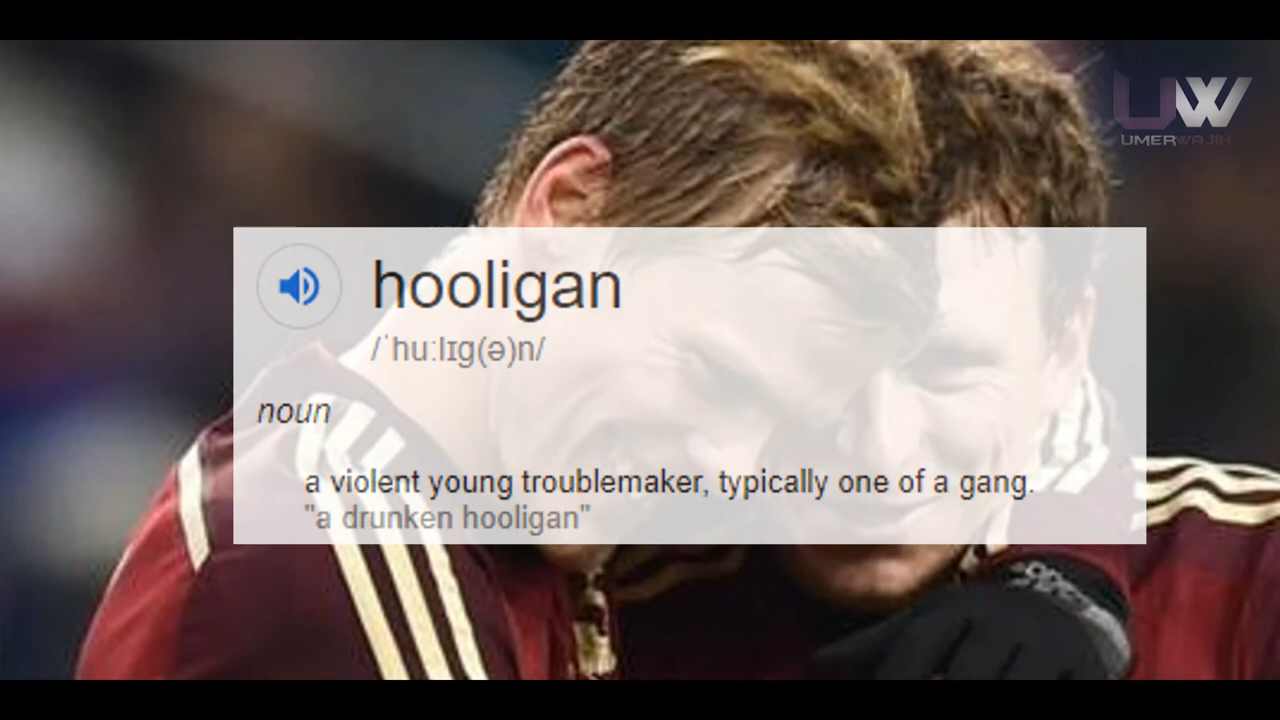 UW
UMERWAJIH
hooligan
/ˈhuːlɪɡ(ə)n/
noun
a violent young troublemaker, typically one of a gang.
"a drunken hooligan"